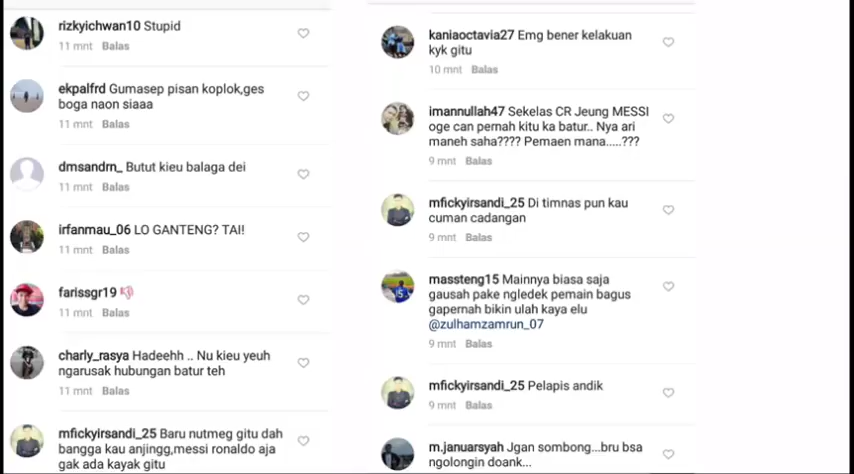 rizkyichwan10 Stupid
11 mnt Balas
ekpalfrd Gumasep pisan koplok,ges
boga naon siaaa
11 mnt Balas
dmsandrn_ Butut kieu balaga dei
11 mnt Balas
irfanmau_06 LO GANTENG? TAI!
11 mnt Balas
farissgr19 👎
11 mnt Balas
charly_rasya Hadeehh .. Nu kieu yeuh
ngarusak hubungan batur teh
11 mnt Balas
mfickyirsandi_25 Baru nutmeg gitu dah
bangga kau anjingg,messi ronaldo aja
gak ada kayak gitu
kaniaoctavia27 Emg bener kelakuan
kyk gitu
10 mnt Balas
imannullah47 Sekelas CR Jeung MESSI
oge can pernah kitu ka batur.. Nya ari
maneh saha???? Pemaen mana.....???
9 mnt Balas
mfickyirsandi_25 Di timnas pun kau
cuman cadangan
9 mnt Balas
massteng15 Mainnya biasa saja
gausah pake ngledek pemain bagus
gapernah bikin ulah kaya elu
@zulhamzamrun_07
9 mnt Balas
mfickyirsandi_25 Pelapis andik
9 mnt Balas
m.januarsyah Jgan sombong...bru bsa
ngolongin doank...